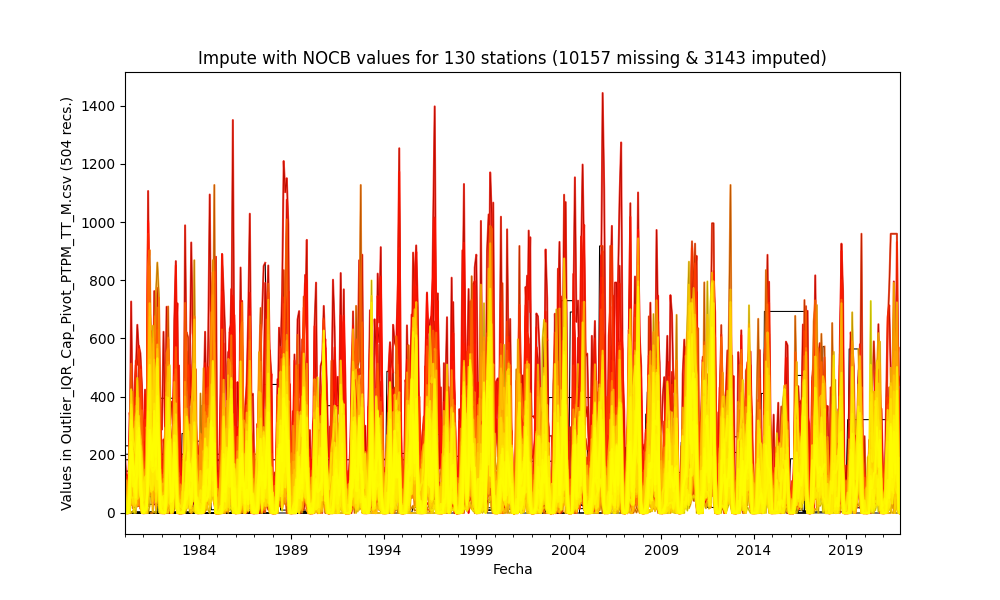 Impute with NOCB values for 130 stations (10157 missing & 3143 imputed)
Values in Outlier_IQR_Cap_Pivot_PTPM_TT_M.csv (504 recs.)
1400
1200
1000
800
600
400
200
0
1984 1989 1994 1999 2004 2009 2014 2019
Fecha